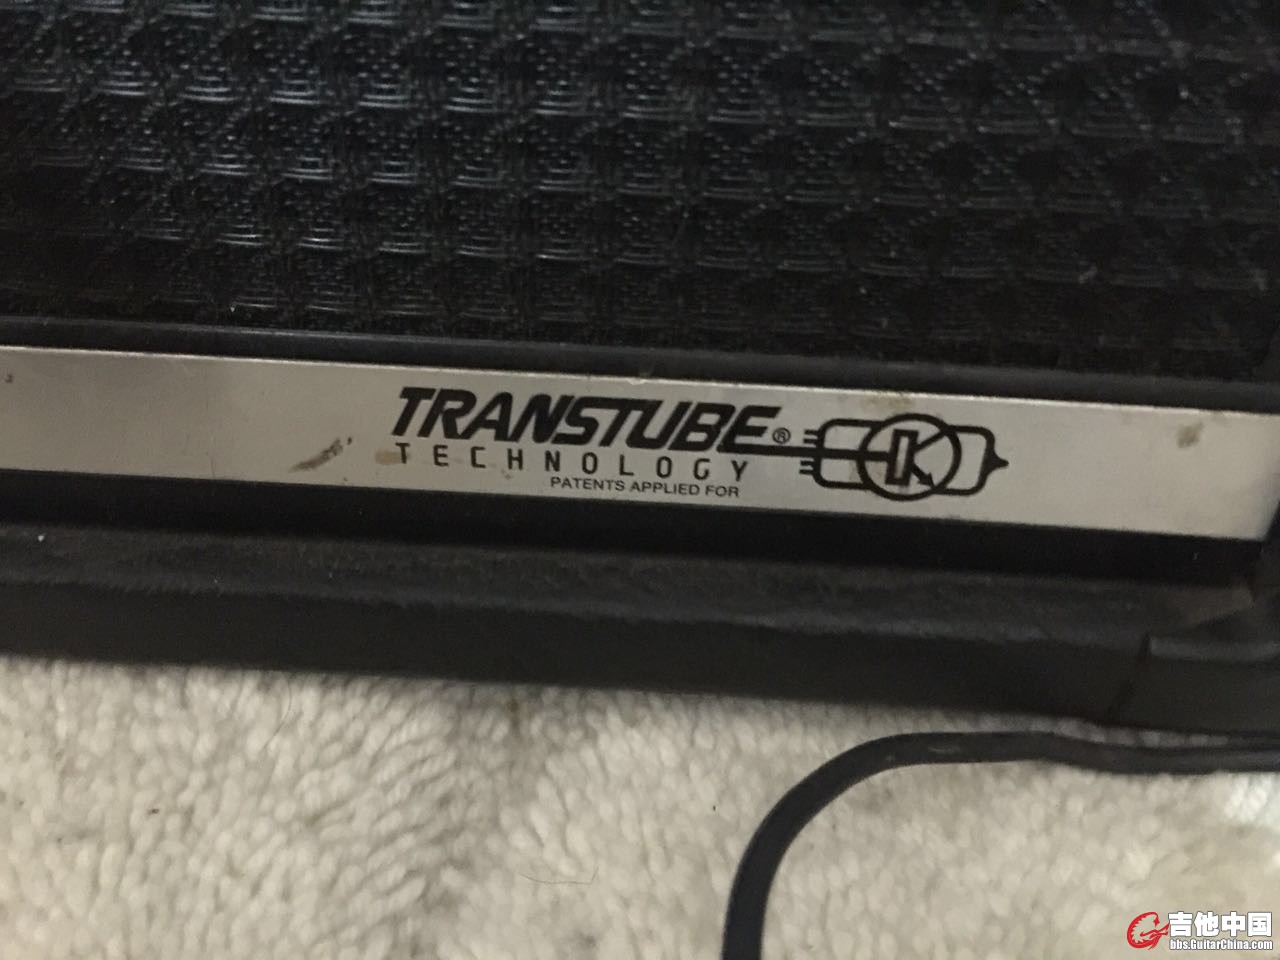 TRANSTUBE®
TECHNOLOGY
PATENTS APPLIED FOR
吉他中国
bbs.GuitarChina.com